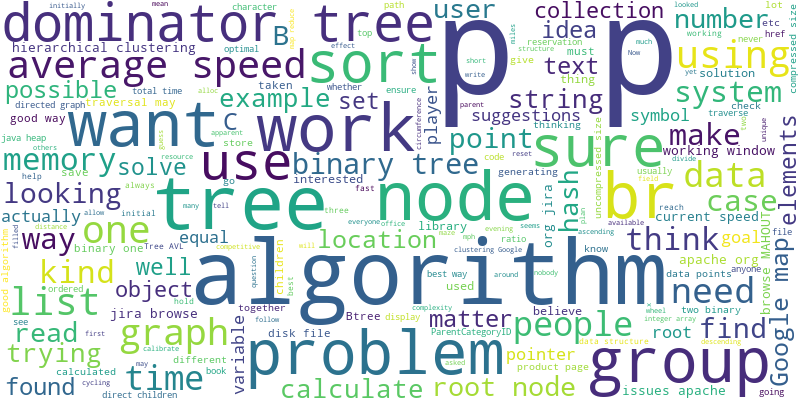 dominator tree
B
p p
user
collection
number
lot
idea
using
hierarchical clustering
average speed
sort
text
system
possible
example
set
player
string
suggestions
solution
directed graph
traversal may
good way
want
work
C
point
sure
symbol
make
working window
memory
solve
use
binary tree
hash
looking
tree node
br
data
case
current speed
actually
way
one
equal
location
library
think
goal
apache org
kind
well
children
algorithm
need
list
object
jira browse
variable
together
Btree
display
matter
believe
read
graph
disk file
people
root
find
trying
problem
pointer
product page
group
found
time
calculate
root node
issues apache
direct children
Google map elements
browse MAHOUT
org jira
uncompressed size
compressed size
good algorithm
data points
two binary
best way
clustering Google
ParentCategoryID
data structure
integer array
descending
ascending
java heap
binary one
Tree AVL
total time
interested
generating
thinking
reservation
structure
circumference
competitive
complexity
calibrate
calculated
different
cycling
initially
character
optimal
effect
path
top
miles
short
write
parent
code
reset
ratio
mph
maze
evening
seems
nobody
everyone
office
three
fast
store
save
help
others
always
many
tell
resource
apparent
guess
alloc
taken
whether
ensure
show
give
must
thing
check
traverse
never
working
looked
yet
etc
href
file
anyone
know
used
around
asked
question
follow
hold
allow
initial
distance
filled
ordered
see
first
may
book
best
will
go
mean
much
Now
unique
divide
usually
field
available
reach
plan
wheel
x
going